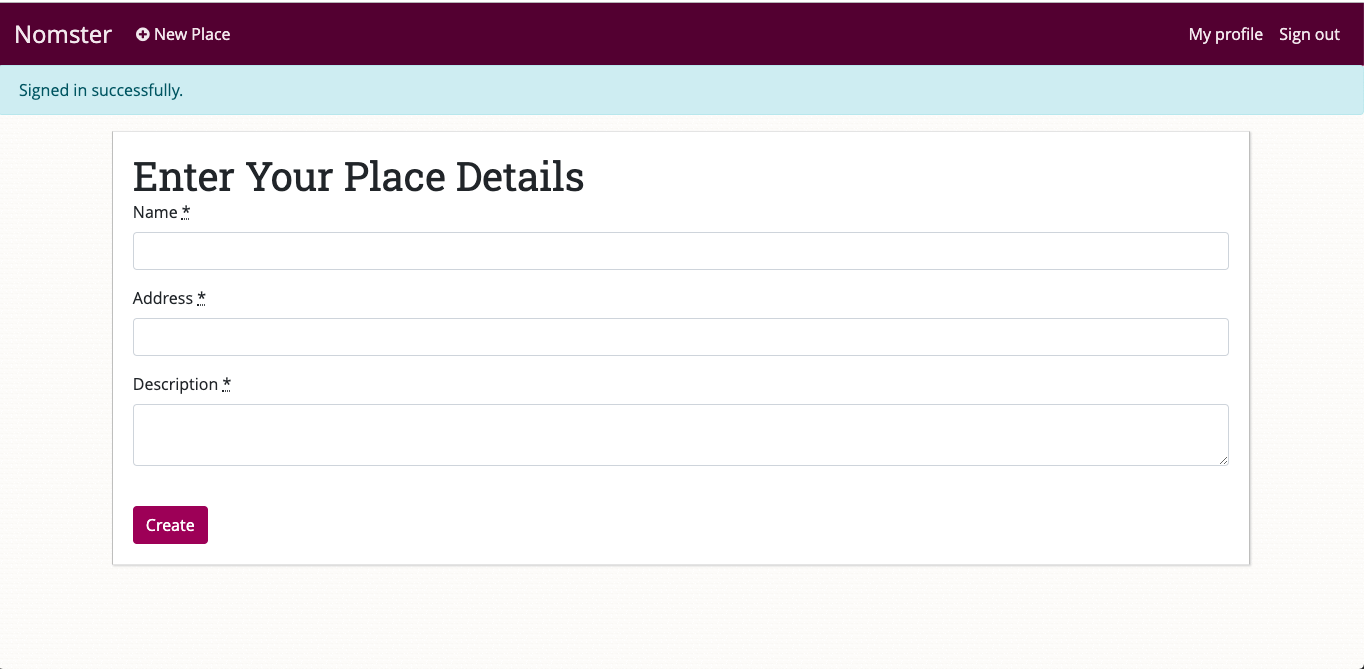 Nomster New Place My profile Sign out
Signed in successfully.
Enter Your Place Details
Name *
Address *
Description *
Create